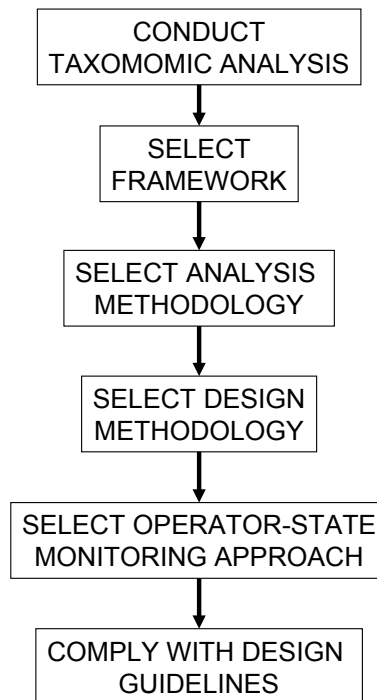 CONDUCT
TAXOMOMIC ANALYSIS
SELECT
FRAMEWORK
SELECT ANALYSIS
METHODOLOGY
SELECT DESIGN
METHODOLOGY
SELECT OPERATOR-STATE
MONITORING APPROACH
COMPLY WITH DESIGN
GUIDELINES